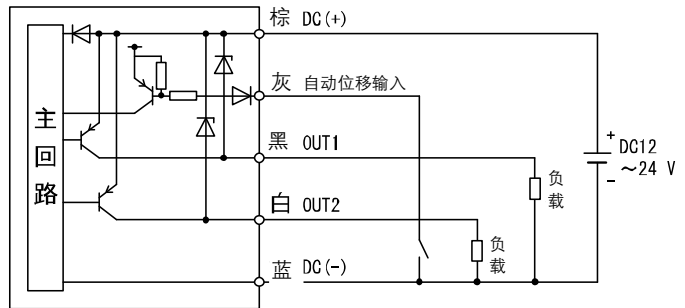 主回路
棕 DC(+)
灰 自动位移输入
黑 OUT1
白 OUT2
蓝 DC(-)
负载
负载
+
DC12
～24 V
-